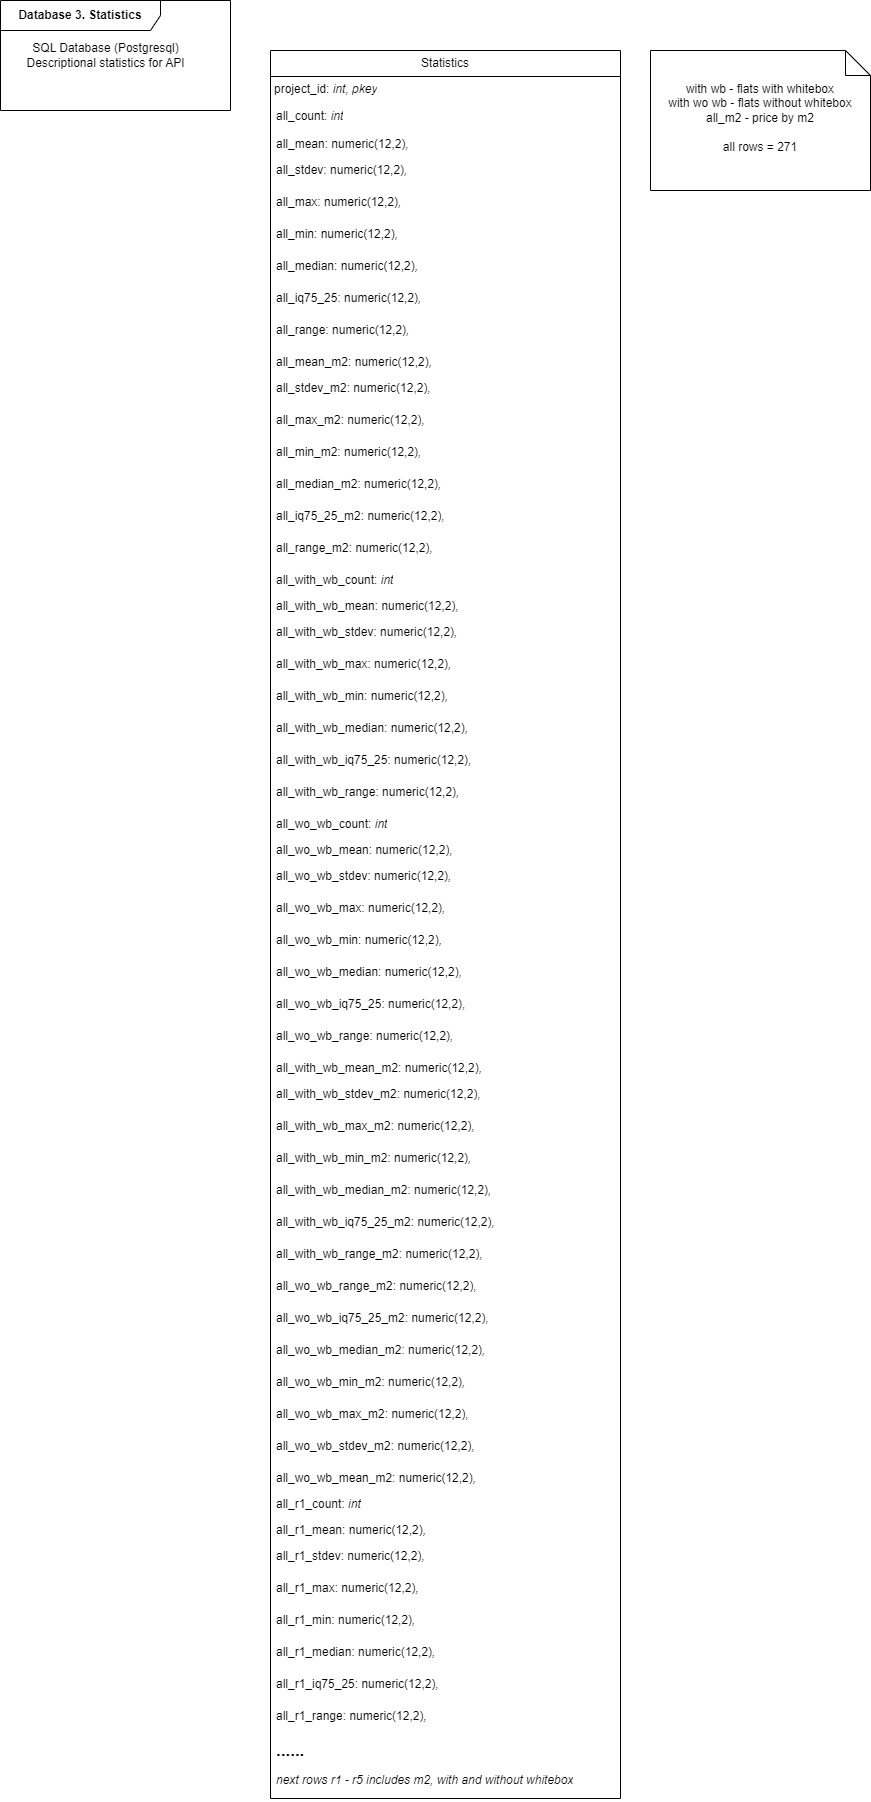 Database 3. Statistics
SQL Database (Postgresql)
Descriptional statistics for API
Statistics
project_id: int, pkey
all_count: int
all_mean: numeric(12,2),
all_stdev: numeric(12,2),
all_max: numeric(12,2),
all_min: numeric(12,2),
all_median: numeric(12,2),
all_iq75_25: numeric(12,2),
all_range: numeric(12,2),
all_mean_m2: numeric(12,2),
all_stdev_m2: numeric(12,2),
all_max_m2: numeric(12,2),
all_min_m2: numeric(12,2),
all_median_m2: numeric(12,2),
all_iq75_25_m2: numeric(12,2),
all_range_m2: numeric(12,2),
all_with_wb_count: int
all_with_wb_mean: numeric(12,2),
all_with_wb_stdev: numeric(12,2),
all_with_wb_max: numeric(12,2),
all_with_wb_min: numeric(12,2),
all_with_wb_median: numeric(12,2),
all_with_wb_iq75_25: numeric(12,2),
all_with_wb_range: numeric(12,2),
all_wo_wb_count: int
all_wo_wb_mean: numeric(12,2),
all_wo_wb_stdev: numeric(12,2),
all_wo_wb_max: numeric(12,2),
all_wo_wb_min: numeric(12,2),
all_wo_wb_median: numeric(12,2),
all_wo_wb_iq75_25: numeric(12,2),
all_wo_wb_range: numeric(12,2),
all_with_wb_mean_m2: numeric(12,2),
all_with_wb_stdev_m2: numeric(12,2),
all_with_wb_max_m2: numeric(12,2),
all_with_wb_min_m2: numeric(12,2),
all_with_wb_median_m2: numeric(12,2),
all_with_wb_iq75_25_m2: numeric(12,2),
all_with_wb_range_m2: numeric(12,2),
all_wo_wb_range_m2: numeric(12,2),
all_wo_wb_iq75_25_m2: numeric(12,2),
all_wo_wb_median_m2: numeric(12,2),
all_wo_wb_min_m2: numeric(12,2),
all_wo_wb_max_m2: numeric(12,2),
all_wo_wb_stdev_m2: numeric(12,2),
all_wo_wb_mean_m2: numeric(12,2),
all_r1_count: int
all_r1_mean: numeric(12,2),
all_r1_stdev: numeric(12,2),
all_r1_max: numeric(12,2),
all_r1_min: numeric(12,2),
all_r1_median: numeric(12,2),
all_r1_iq75_25: numeric(12,2),
all_r1_range: numeric(12,2),
......
next rows r1 - r5 includes m2, with and without whitebox
with wb - flats with whitebox
with wo wb - flats without whitebox
all_m2 - price by m2
all rows = 271